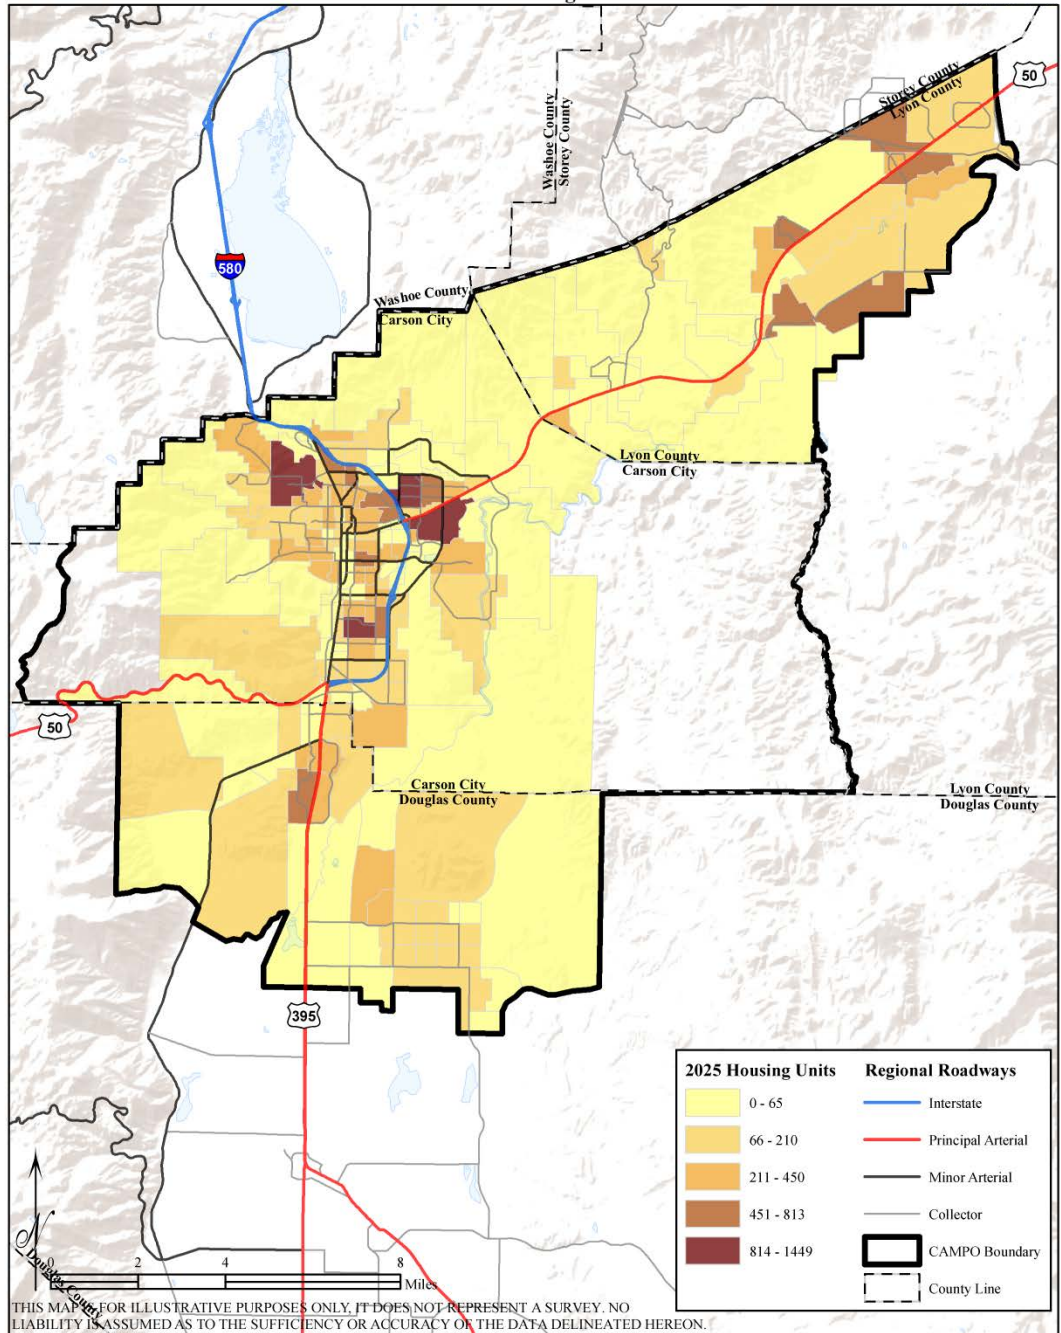 Storey County
Lyon County
50
Washoe County
Storey County
580
Washoe County
Carson City
Lyon County
Carson City
50
Carson City
Douglas County
Lyon County
Douglas County
395
2025 Housing Units
0 - 65
66 - 210
211 - 450
451 - 813
814 - 1449
Regional Roadways
Interstate
Principal Arterial
Minor Arterial
Collector
CAMPO Boundary
County Line
N
Douglas County
0 2 4 8
Miles
THIS MAP FOR ILLUSTRATIVE PURPOSES ONLY, IT DOES NOT REPRESENT A SURVEY. NO
LIABILITY IS ASSUMED AS TO THE SUFFICIENCY OR ACCURACY OF THE DATA DELINEATED HEREON.